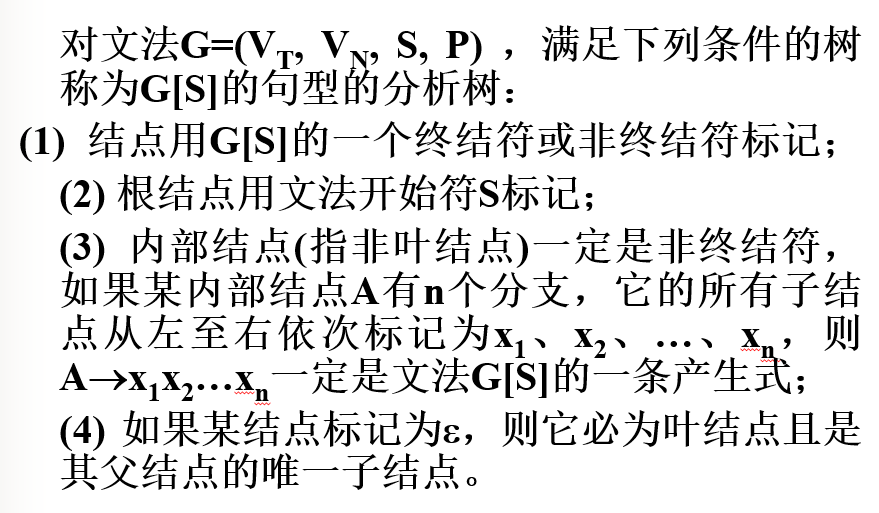 对文法G=(V_T, V_N, S, P) ，满足下列条件的树
称为G[S]的句型的分析树：
(1) 结点用G[S]的一个终结符或非终结符标记；
(2) 根结点用文法开始符S标记；
(3) 内部结点(指非叶结点)一定是非终结符，
如果某内部结点A有n个分支，它的所有子结
点从左至右依次标记为x₁、x₂、…、xₙ，则
A→x₁x₂…xₙ一定是文法G[S]的一条产生式；
(4) 如果某结点标记为ε，则它必为叶结点且是
其父结点的唯一子结点。